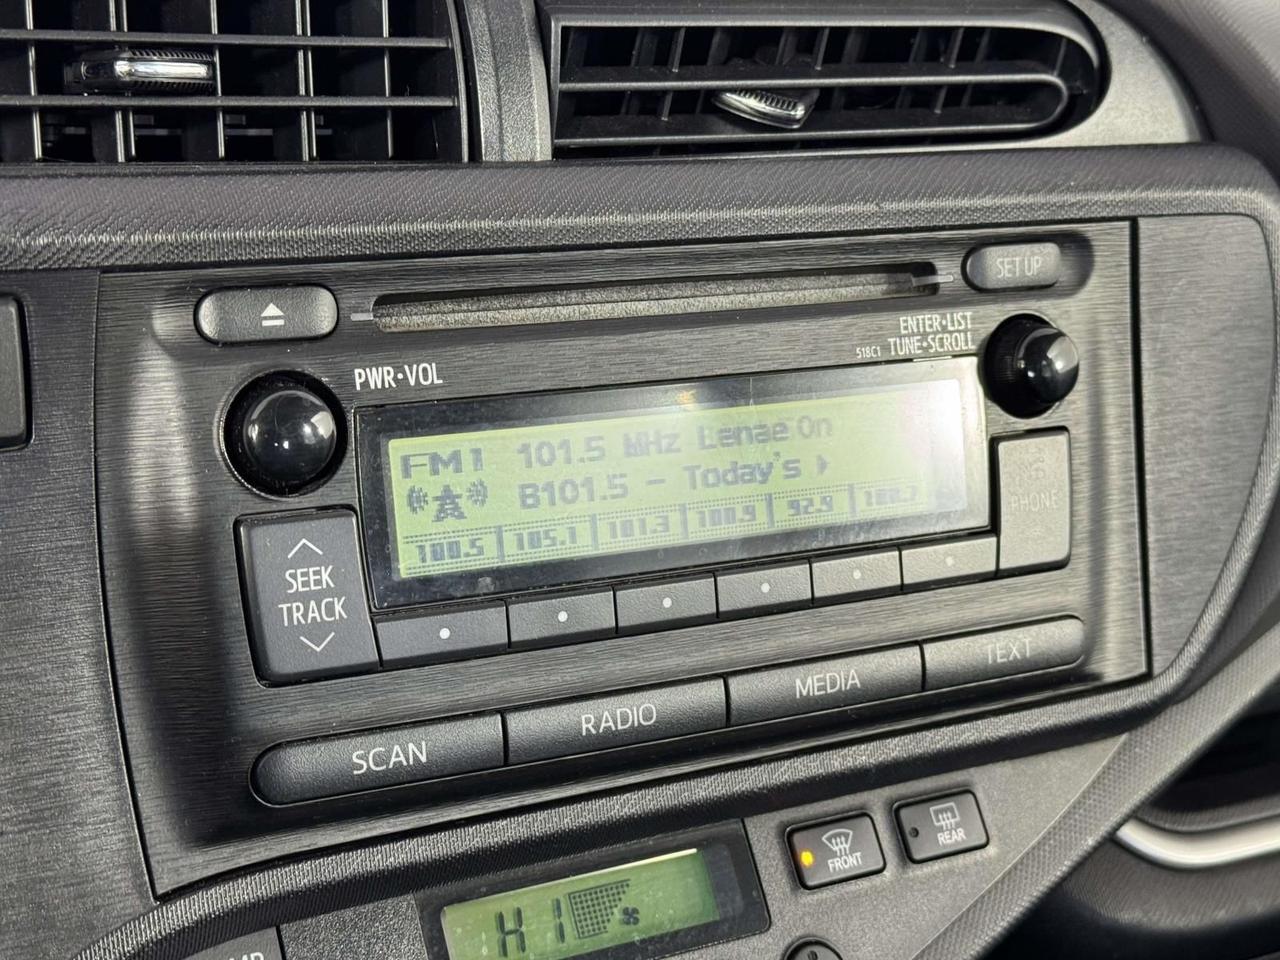 SET UP
ENTER•LIST
518C1 TUNE•SCROLL
PWR•VOL
FM1 101.5 MHz Lenae On
B101.5 - Today's
100.5 105.1 101.3 100.9 92.9
PHONE
SEEK
TRACK
SCAN RADIO MEDIA TEXT
FRONT REAR
HI